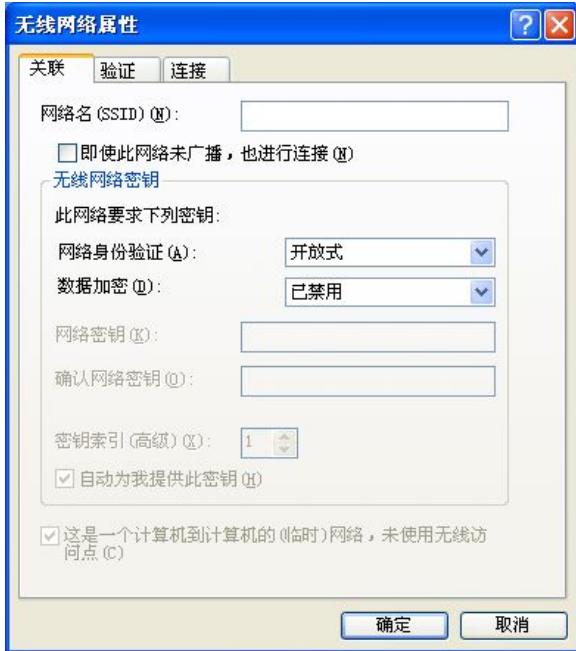 无线网络属性
关联 验证 连接
网络名(SSID)(N):
即使此网络未广播，也进行连接(N)
无线网络密钥
此网络要求下列密钥:
网络身份验证(A): 开放式
数据加密(D): 已禁用
网络密钥(K):
确认网络密钥(O):
密钥索引(高级)(X): 1
自动为我提供此密钥(H)
这是一个计算机到计算机的(临时)网络，未使用无线访
问点(C)
确定 取消